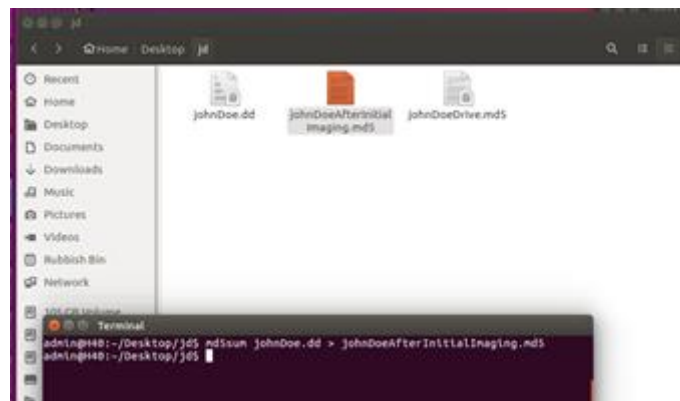 jd
Home Desktop jd
Recent
Home
Desktop
Documents
Downloads
Music
Pictures
Videos
Rubbish Bin
Network
johnDoe.dd
johnDoeAfterInitial
Imaging.md5
johnDoeDrive.md5
Terminal
admin@H40:~/Desktop/jd$ md5sum johnDoe.dd > johnDoeAfterInitialImaging.md5
admin@H40:~/Desktop/jd$